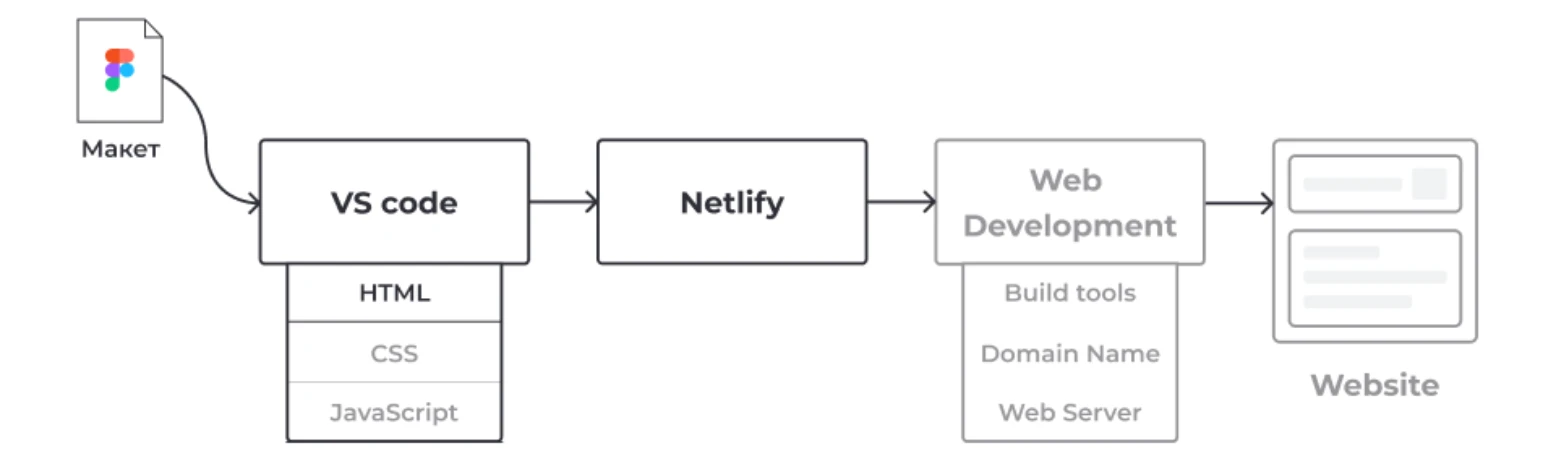 Макет
VS code
HTML
CSS
JavaScript
Netlify
Web
Development
Build tools
Domain Name
Web Server
Website